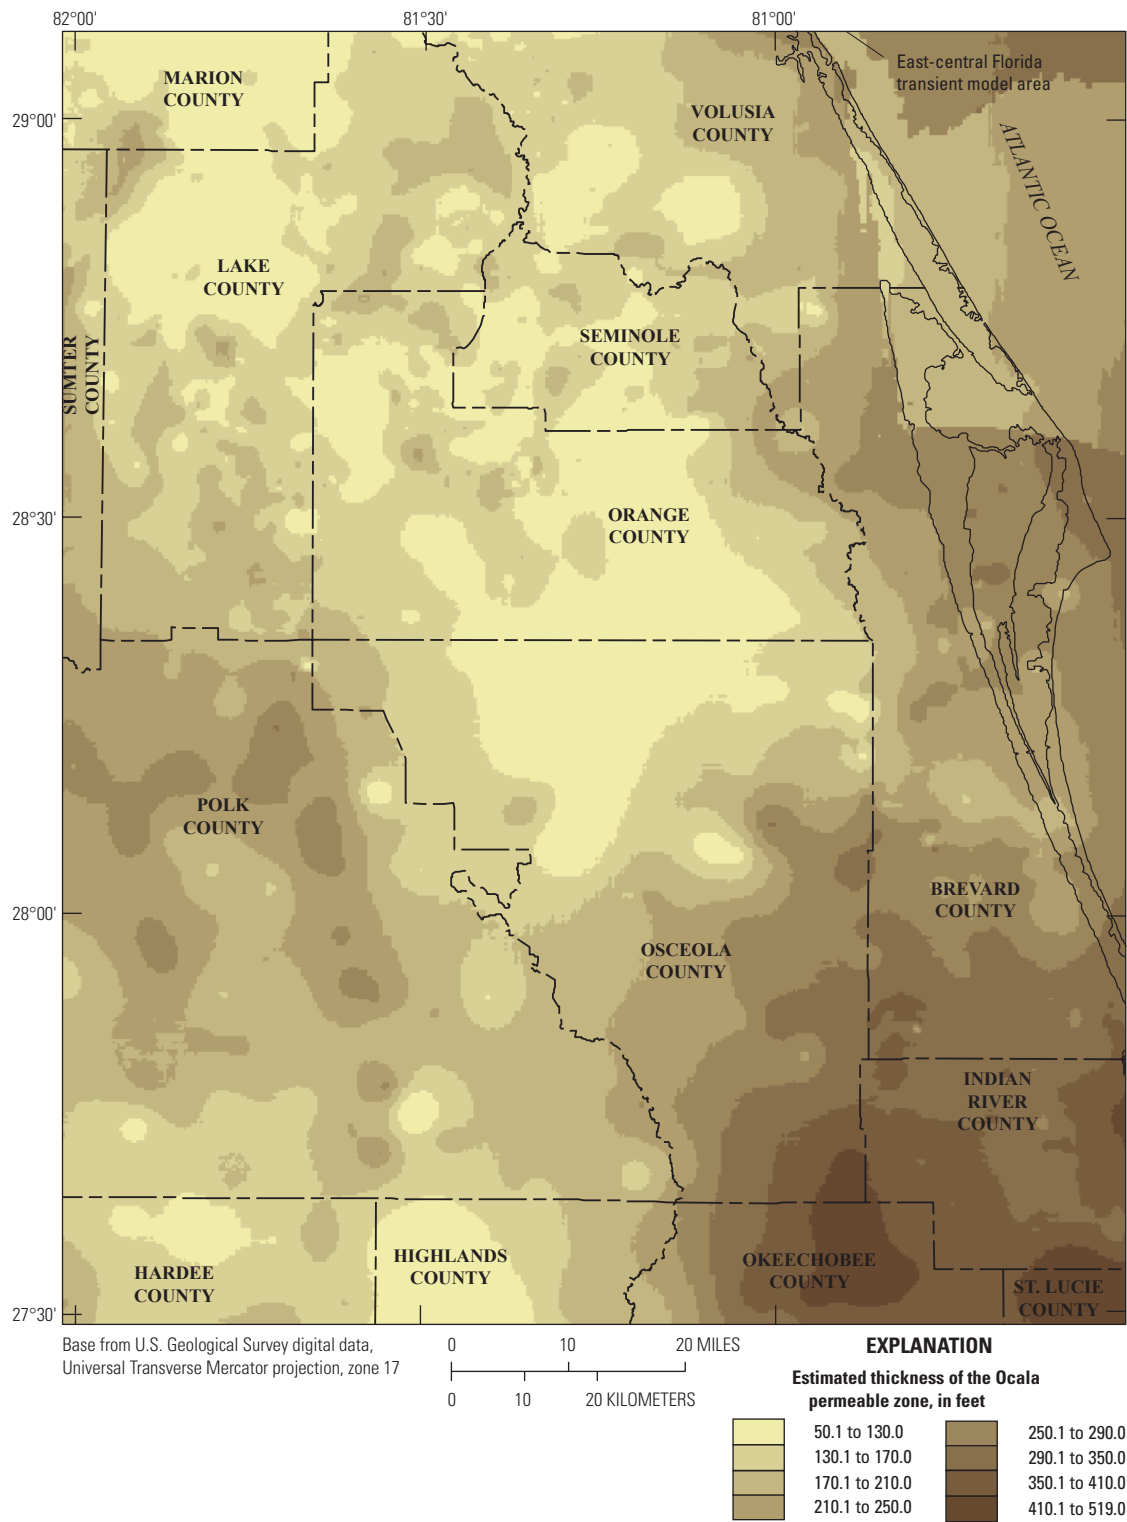 82°00'
81°30'
81°00'
East-central Florida
transient model area
MARION
COUNTY
VOLUSIA
COUNTY
29°00'
ATLANTIC OCEAN
LAKE
COUNTY
SEMINOLE
COUNTY
SUMTER
COUNTY
28°30'
ORANGE
COUNTY
POLK
COUNTY
BREVARD
COUNTY
28°00'
OSCEOLA
COUNTY
INDIAN
RIVER
COUNTY
HIGHLANDS
COUNTY
OKEECHOBEE
COUNTY
HARDEE
COUNTY
ST. LUCIE
COUNTY
27°30'
Base from U.S. Geological Survey digital data,
Universal Transverse Mercator projection, zone 17
0 10 20 MILES
0 10 20 KILOMETERS
EXPLANATION
Estimated thickness of the Ocala
permeable zone, in feet
50.1 to 130.0
130.1 to 170.0
170.1 to 210.0
210.1 to 250.0
250.1 to 290.0
290.1 to 350.0
350.1 to 410.0
410.1 to 519.0